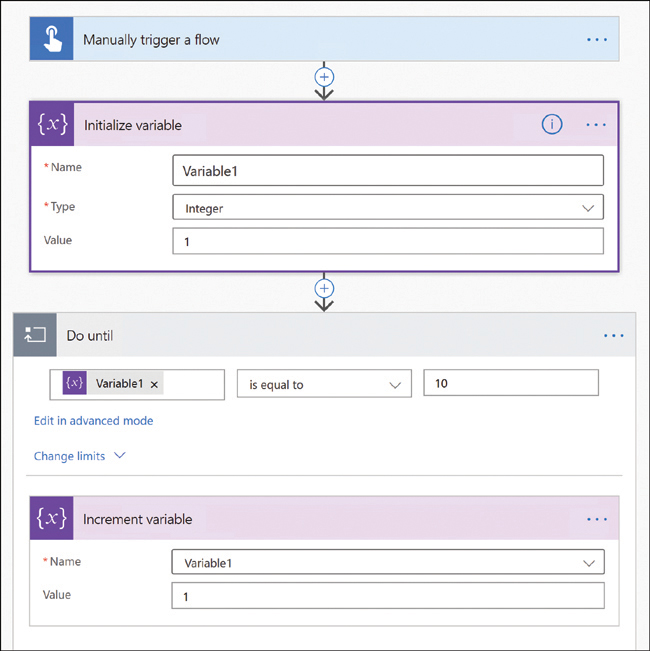 Manually trigger a flow
{x} Initialize variable
*Name Variable1
*Type Integer
Value 1
Do until
{x} Variable1 × is equal to 10
Edit in advanced mode
Change limits
{x} Increment variable
*Name Variable1
Value 1